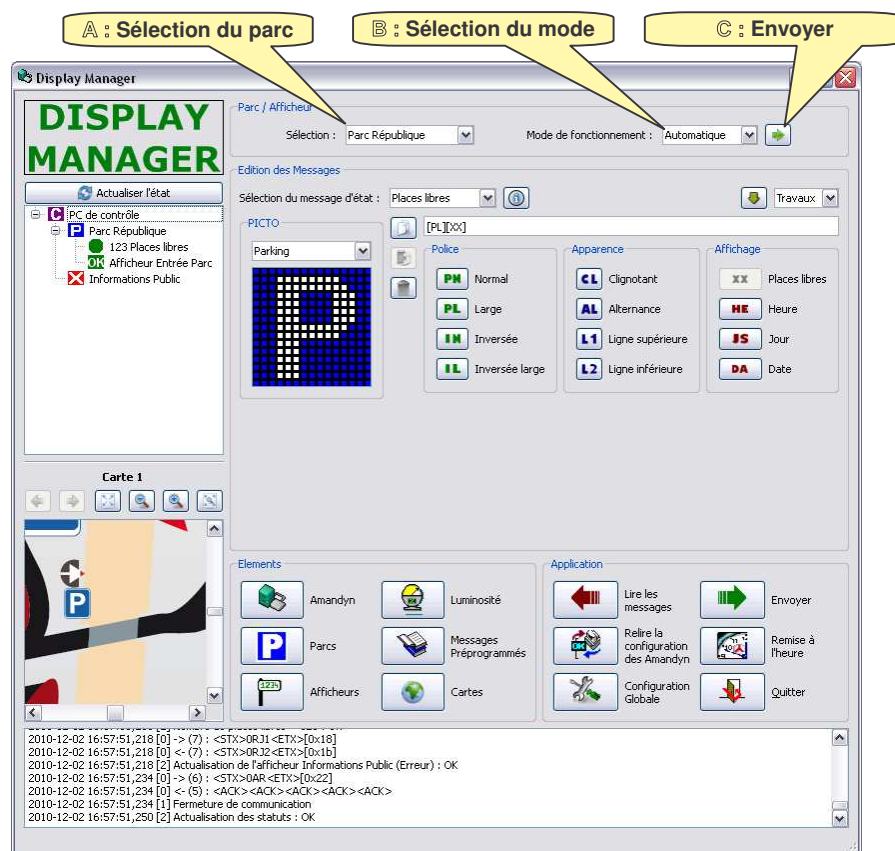 A : Sélection du parc
B : Sélection du mode
C : Envoyer
Display Manager
DISPLAY
MANAGER
Parc / Afficheur
Sélection : Parc République
Mode de fonctionnement : Automatique
Actualiser l'état
PC de contrôle
Parc République
123 Places libres
OK Afficheur Entrée Parc
Informations Public
Edition des Messages
Sélection du message d'état : Places libres
Travaux
PICTO
Parking
[PL][XX]
Police
PN Normal
PL Large
IN Inversée
IL Inversée large
Apparence
CL Clignotant
AL Alternance
L1 Ligne supérieure
L2 Ligne inférieure
Affichage
XX Places libres
HE Heure
JS Jour
DA Date
Carte 1
P
Elements
Amandyn
Luminosité
P Parcs
Messages
Préprogrammés
1234 Afficheurs
Cartes
Application
Lire les
messages
Envoyer
Relire la
configuration
des Amandyn
Remise à
l'heure
Configuration
Globale
Quitter
2010-12-02 16:57:51,218 [0] -> (7) : <STX>0RJ1<ETX>[0x18]
2010-12-02 16:57:51,218 [0] <- (7) : <STX>0RJ2<ETX>[0x1b]
2010-12-02 16:57:51,218 [2] Actualisation de l'afficheur Informations Public (Erreur) : OK
2010-12-02 16:57:51,234 [0] -> (6) : <STX>0AR<ETX>[0x22]
2010-12-02 16:57:51,234 [0] <- (5) : <ACK><ACK><ACK><ACK><ACK>
2010-12-02 16:57:51,234 [1] Fermeture de communication
2010-12-02 16:57:51,250 [2] Actualisation des statuts : OK